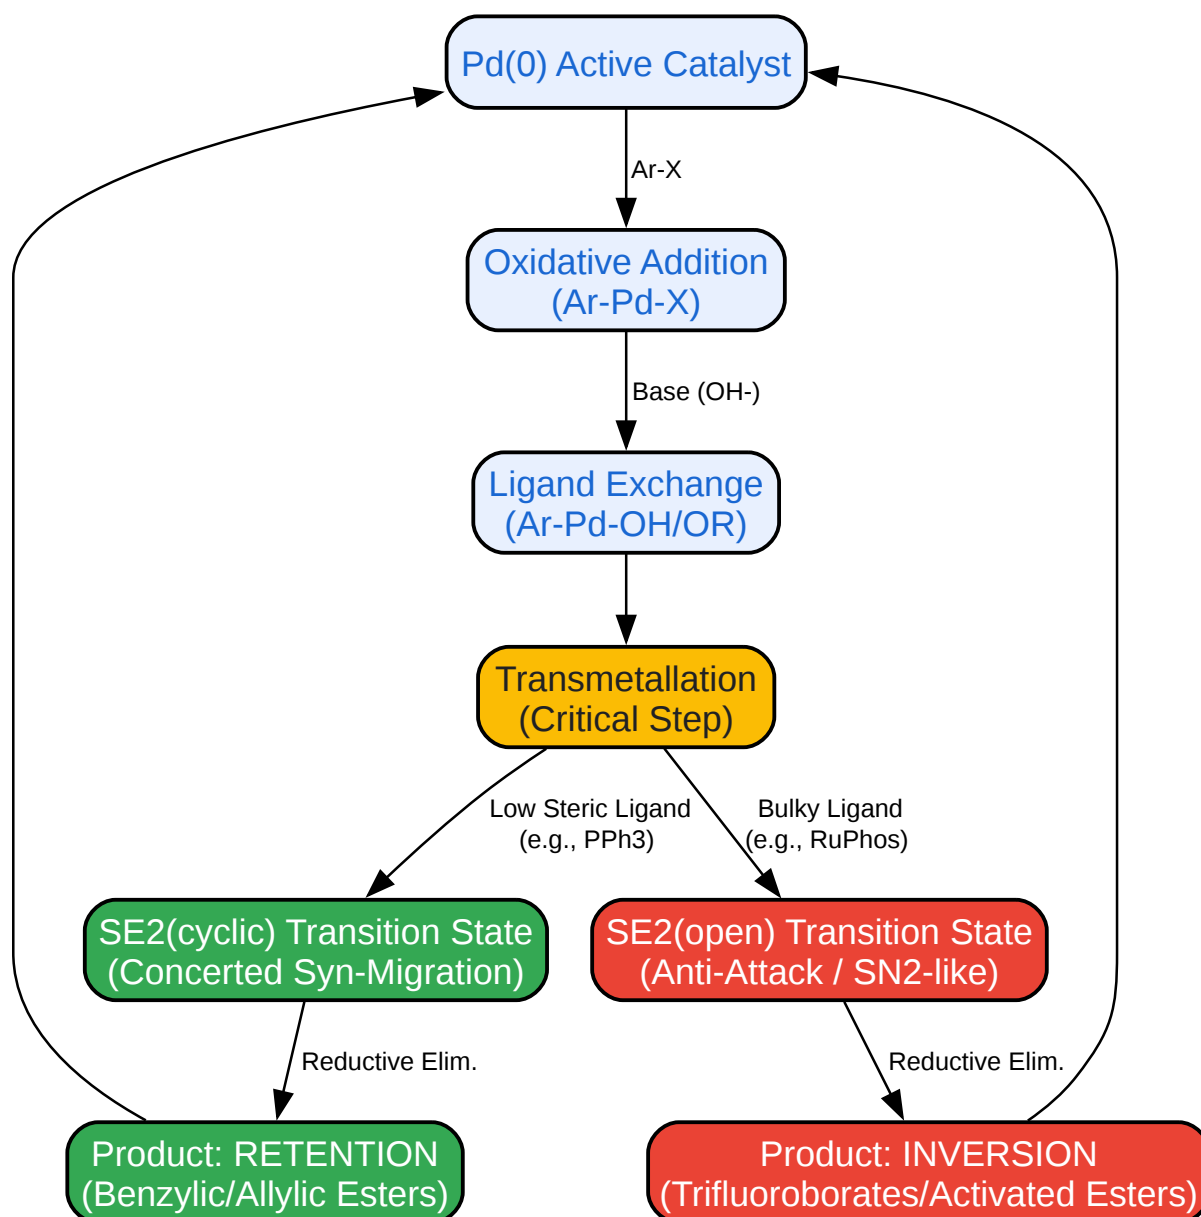 Pd(0) Active Catalyst
Ar-X
Oxidative Addition
(Ar-Pd-X)
Base (OH-)
Ligand Exchange
(Ar-Pd-OH/OR)
Transmetallation
(Critical Step)
Low Steric Ligand
(e.g., PPh3)
Bulky Ligand
(e.g., RuPhos)
SE2(cyclic) Transition State
(Concerted Syn-Migration)
SE2(open) Transition State
(Anti-Attack / SN2-like)
Reductive Elim.
Reductive Elim.
Product: RETENTION
(Benzylic/Allylic Esters)
Product: INVERSION
(Trifluoroborates/Activated Esters)